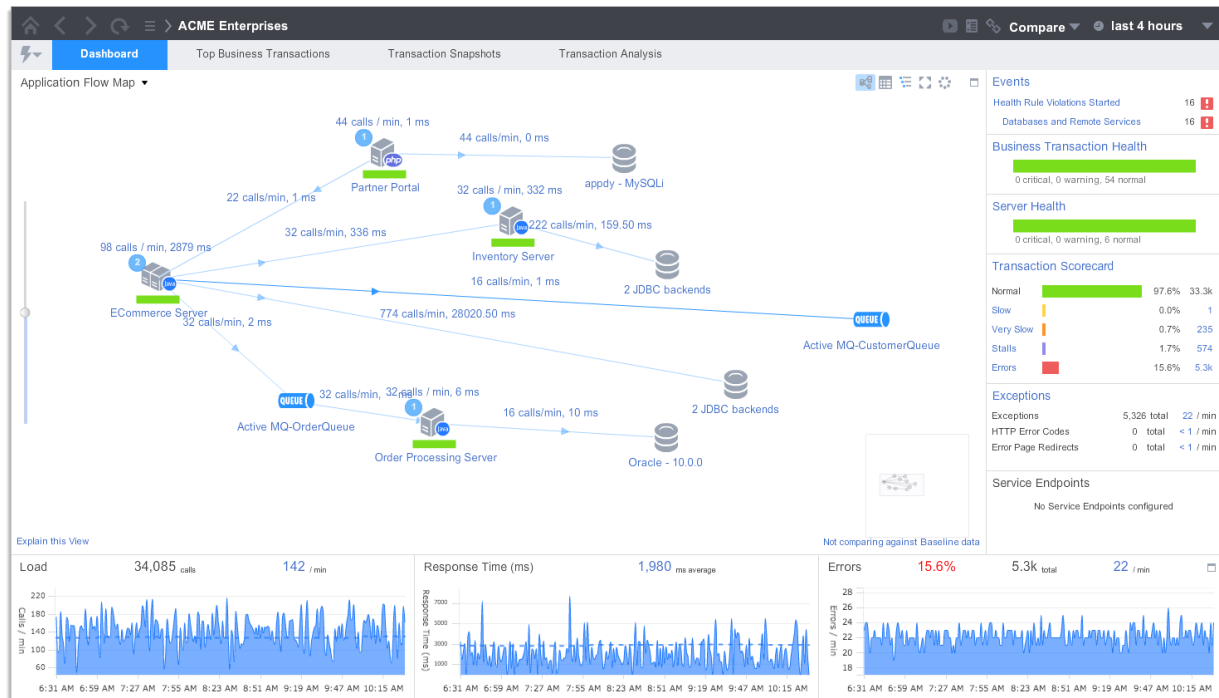 ACME Enterprises
Compare
last 4 hours
Dashboard
Top Business Transactions
Transaction Snapshots
Transaction Analysis
Application Flow Map
44 calls / min, 1 ms
1
php
Partner Portal
44 calls/min, 0 ms
appdy - MySQLi
22 calls/min, 1 ms
32 calls / min, 332 ms
1
Java
Inventory Server
222 calls/min, 159.50 ms
2 JDBC backends
32 calls/min, 336 ms
98 calls / min, 2879 ms
2
Java
ECommerce Server
16 calls/min, 1 ms
QUEUE
Active MQ-CustomerQueue
774 calls/min, 28020.50 ms
2 JDBC backends
32 calls/min, 2 ms
QUEUE
Active MQ-OrderQueue
32 calls/min,
32 calls / min, 6 ms
1
Java
Order Processing Server
16 calls/min, 10 ms
Oracle - 10.0.0
Explain this View
Not comparing against Baseline data
Events
Health Rule Violations Started 16 !
Databases and Remote Services 16 !
Business Transaction Health
0 critical, 0 warning, 54 normal
Server Health
0 critical, 0 warning, 6 normal
Transaction Scorecard
Normal 97.6% 33.3k
Slow 0.0% 1
Very Slow 0.7% 235
Stalls 1.7% 574
Errors 15.6% 5.3k
Exceptions
Exceptions 5,326 total 22 / min
HTTP Error Codes 0 total < 1 / min
Error Page Redirects 0 total < 1 / min
Service Endpoints
No Service Endpoints configured
Load 34,085 calls 142 / min
Calls / min
220
180
140
100
60
6:31 AM 6:59 AM 7:27 AM 7:55 AM 8:23 AM 8:51 AM 9:19 AM 9:47 AM 10:15 AM
Response Time (ms) 1,980 ms average
Response Time (ms)
7000
5000
3000
1000
6:31 AM 6:59 AM 7:27 AM 7:55 AM 8:23 AM 8:51 AM 9:19 AM 9:47 AM 10:15 AM
Errors 15.6% 5.3k total 22 / min
Errors / min
28
26
24
22
20
18
6:31 AM 6:59 AM 7:27 AM 7:55 AM 8:23 AM 8:51 AM 9:19 AM 9:47 AM 10:15 AM